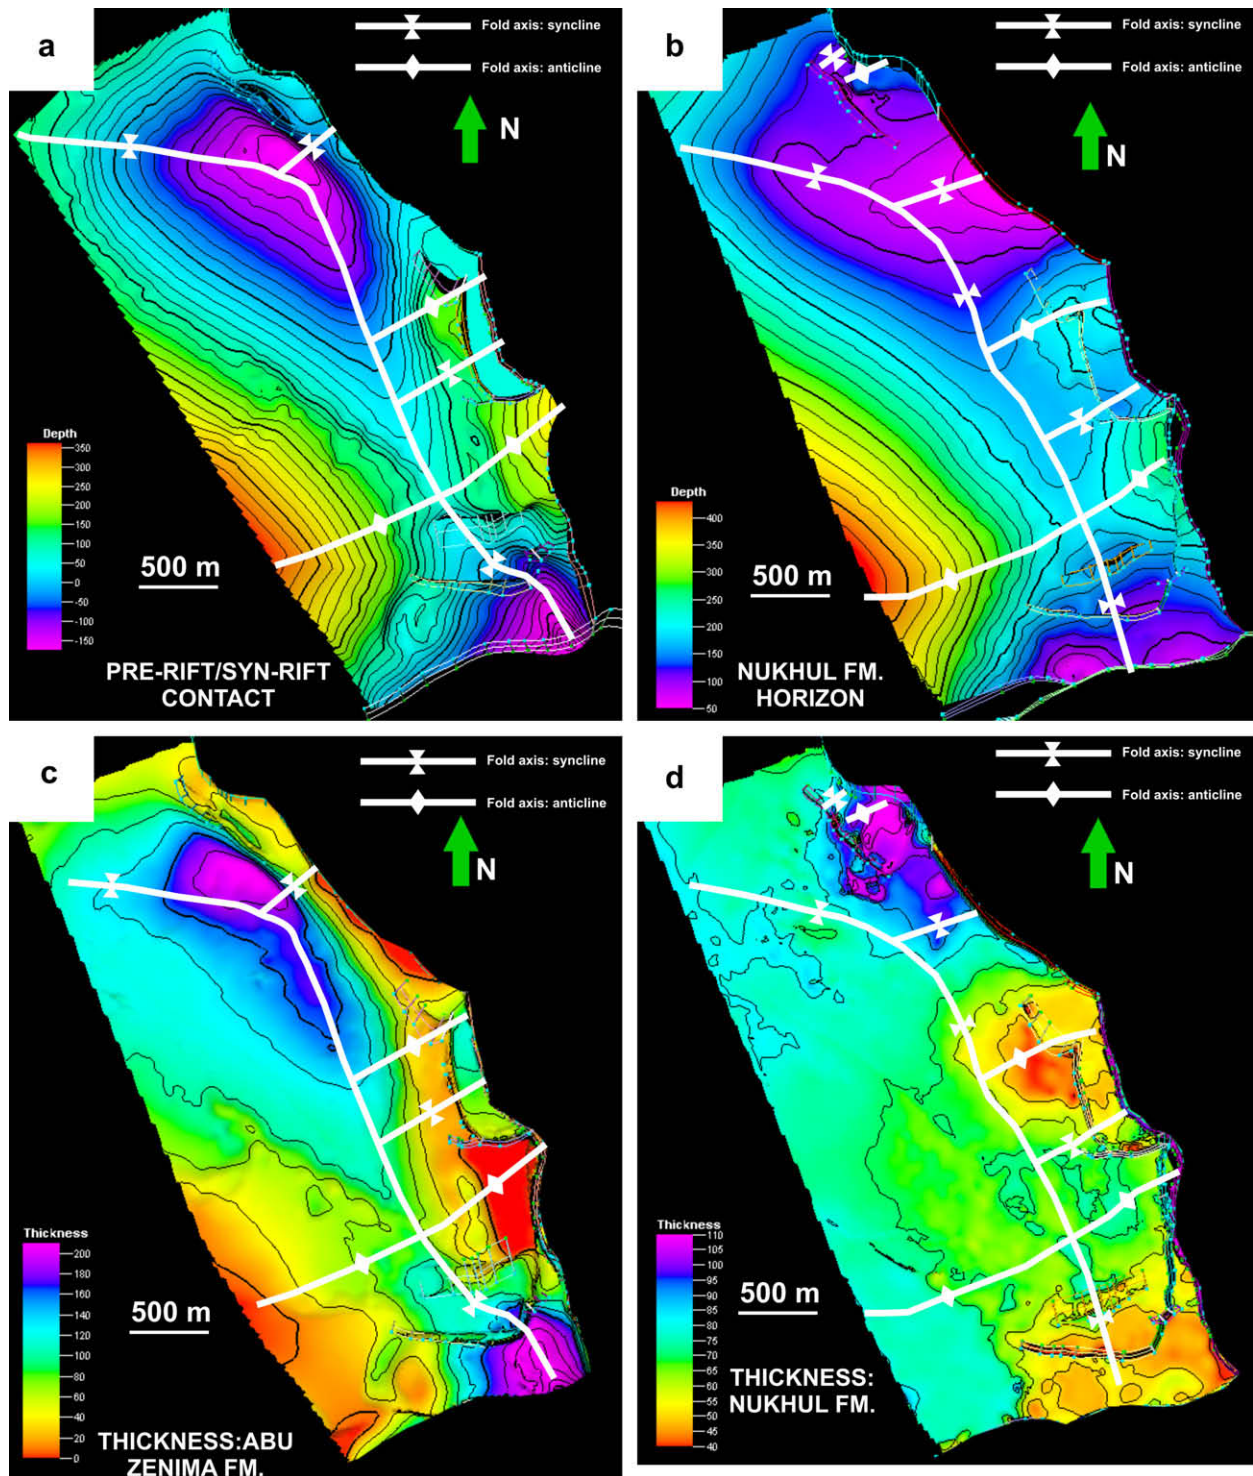 a
Fold axis: syncline
Fold axis: anticline
N
Depth
350
300
250
200
150
100
50
0
-50
-100
-150
500 m
PRE-RIFT/SYN-RIFT
CONTACT
b
Fold axis: syncline
Fold axis: anticline
N
Depth
400
350
300
250
200
150
100
50
500 m
NUKHUL FM.
HORIZON
c
Fold axis: syncline
Fold axis: anticline
N
Thickness
200
180
160
140
120
100
80
60
40
20
0
500 m
THICKNESS:ABU
ZENIMA FM.
d
Fold axis: syncline
Fold axis: anticline
N
Thickness
110
105
100
95
90
85
80
75
70
65
60
55
50
45
40
500 m
THICKNESS:
NUKHUL FM.